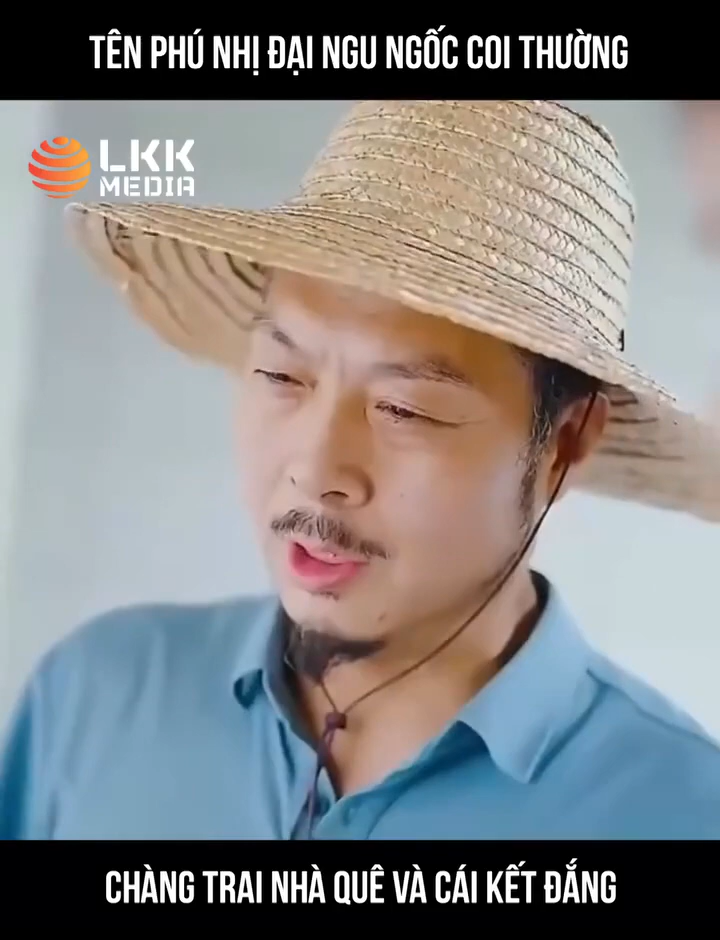 TÊN PHÚ NHỊ ĐẠI NGU NGỐC COI THƯỜNG
LKK
MEDIA
CHÀNG TRAI NHÀ QUÊ VÀ CÁI KẾT ĐẮNG